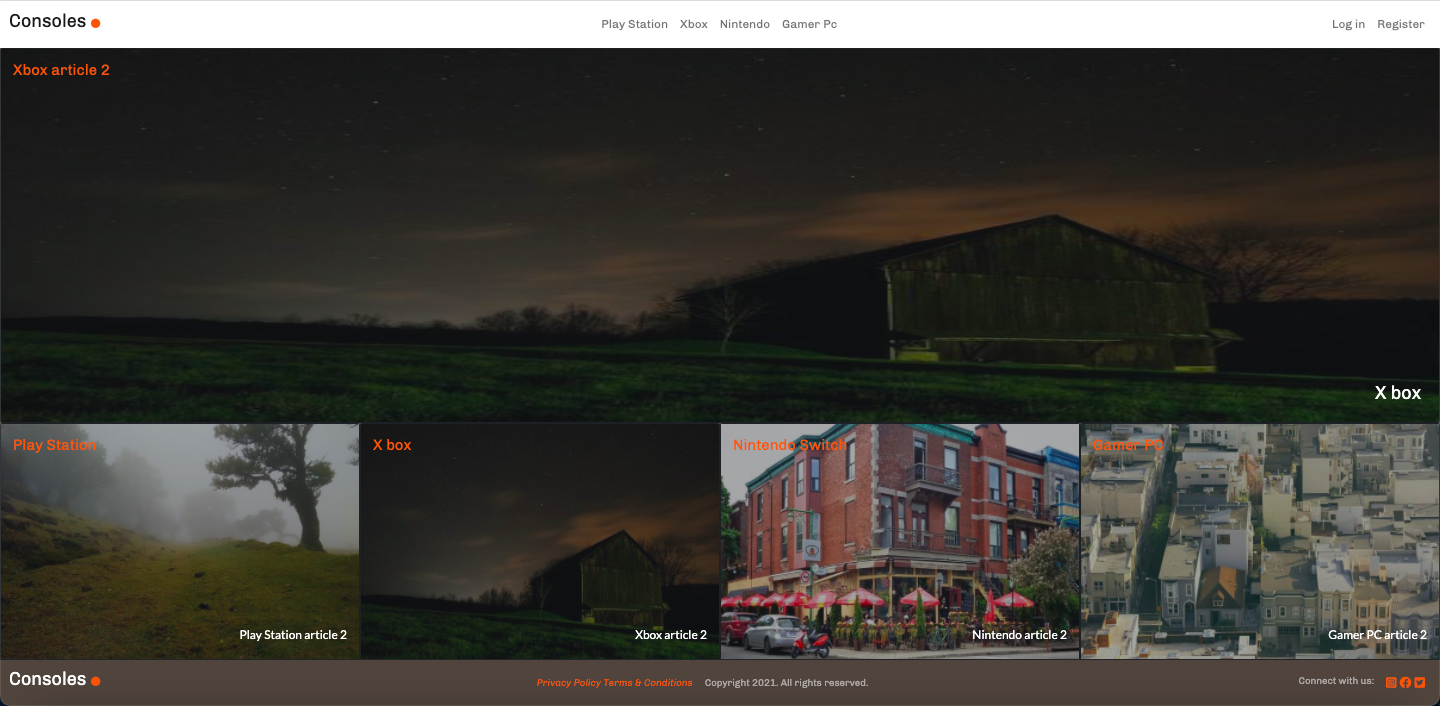 Consoles
Play Station Xbox Nintendo Gamer Pc
Log in Register
Xbox article 2
X box
Play Station
Play Station article 2
X box
Xbox article 2
Nintendo Switch
Nintendo article 2
Gamer PC
Gamer PC article 2
Consoles
Privacy Policy Terms & Conditions Copyright 2021. All rights reserved.
Connect with us: